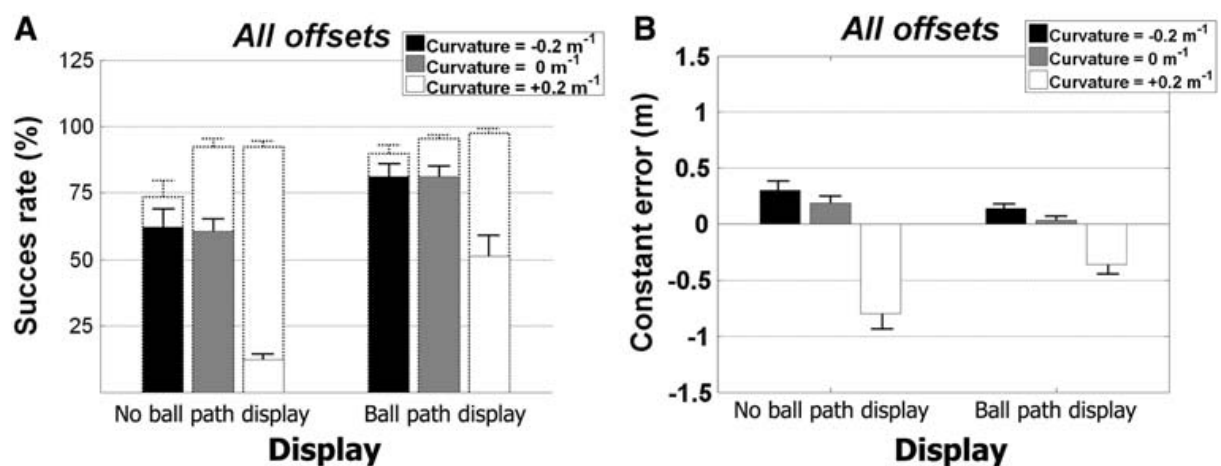 A
All offsets
Curvature = -0.2 m-1
Curvature = 0 m-1
Curvature = +0.2 m-1
Succes rate (%)
125
100
75
50
25
No ball path display
Ball path display
Display
B
All offsets
Curvature = -0.2 m-1
Curvature = 0 m-1
Curvature = +0.2 m-1
Constant error (m)
1.5
1
0.5
0
-0.5
-1
-1.5
No ball path display
Ball path display
Display